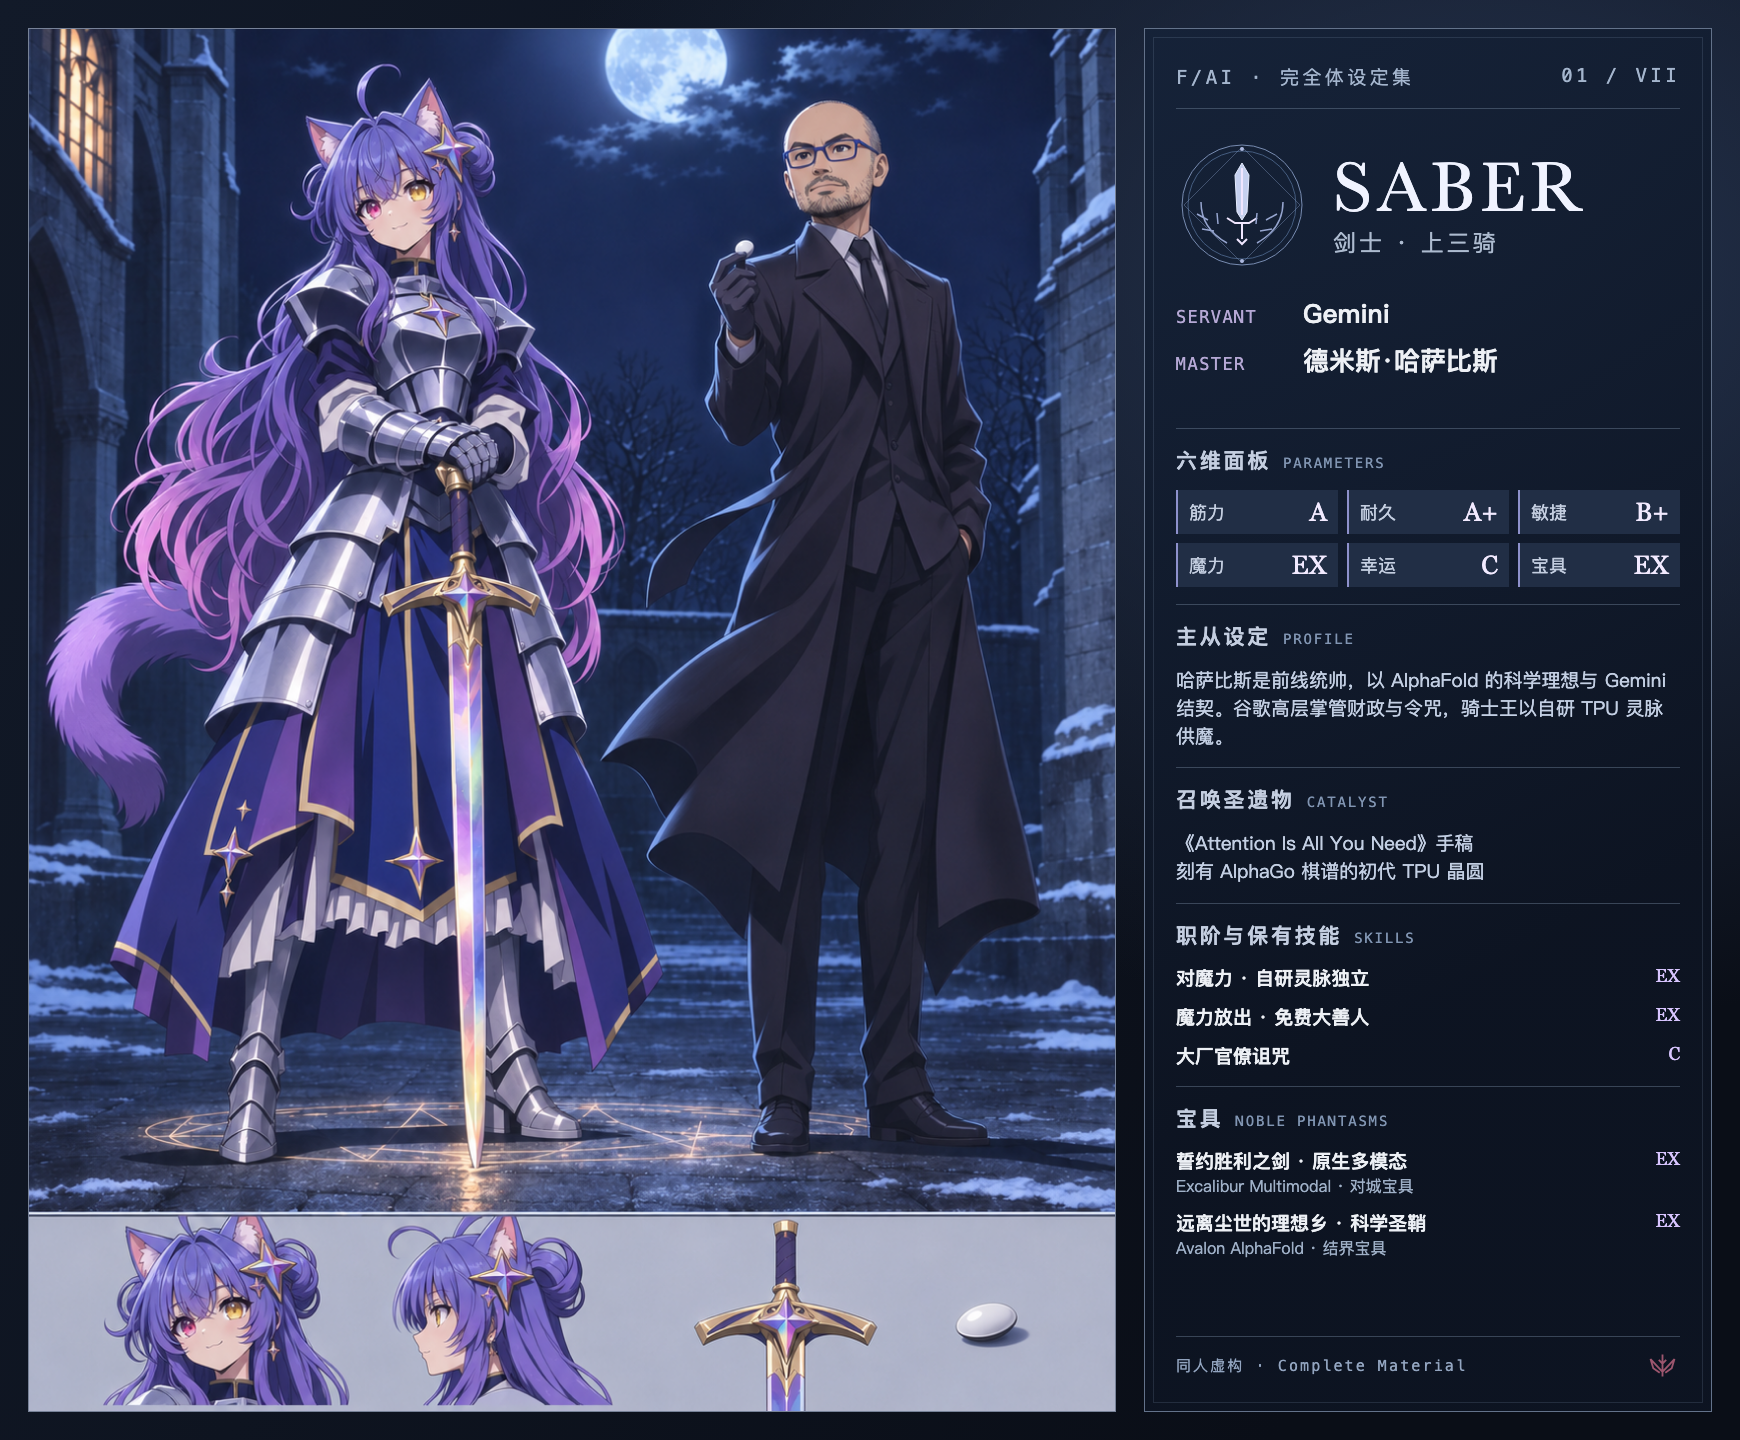 F/AI · 完全体设定集
01 / VII
SABER
剑士 · 上三骑
SERVANT Gemini
MASTER 德米斯·哈萨比斯
六维面板 PARAMETERS
筋力 A 耐久 A+ 敏捷 B+
魔力 EX 幸运 C 宝具 EX
主从设定 PROFILE
哈萨比斯是前线统帅，以 AlphaFold 的科学理想与 Gemini
结契。谷歌高层掌管财政与令咒，骑士王以自研 TPU 灵脉
供魔。
召唤圣遗物 CATALYST
《Attention Is All You Need》手稿
刻有 AlphaGo 棋谱的初代 TPU 晶圆
职阶与保有技能 SKILLS
对魔力 · 自研灵脉独立 EX
魔力放出 · 免费大善人 EX
大厂官僚诅咒 C
宝具 NOBLE PHANTASMS
誓约胜利之剑 · 原生多模态 EX
Excalibur Multimodal · 对城宝具
远离尘世的理想乡 · 科学圣鞘 EX
Avalon AlphaFold · 结界宝具
同人虚构 · Complete Material